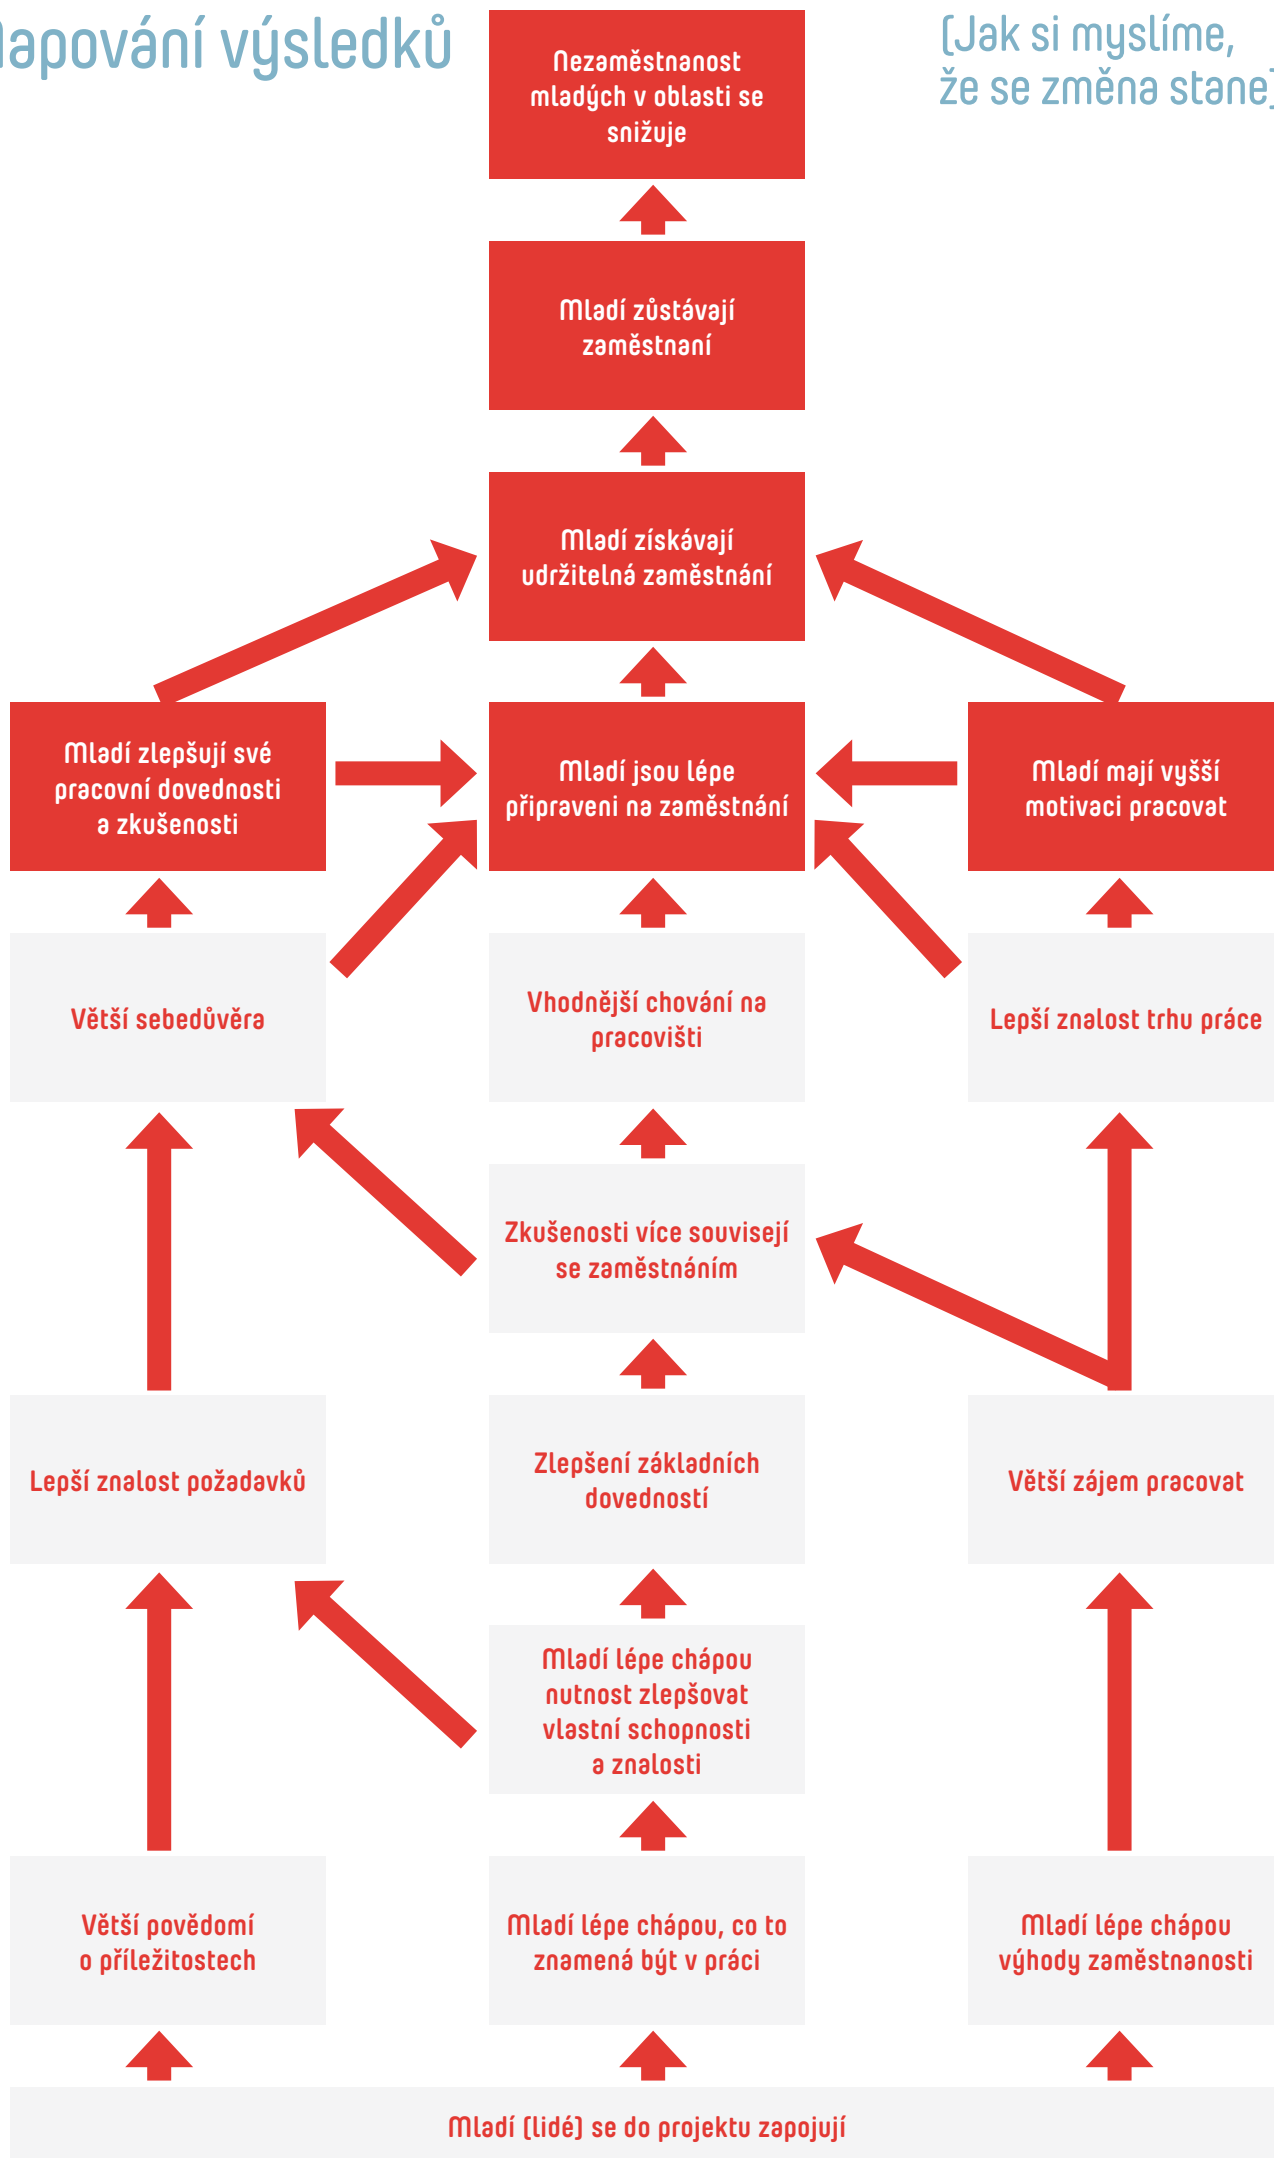 apování výsledků
(Jak si myslíme,
že se změna stane)
Nezaměstnanost
mladých v oblasti se
snižuje
Mladí zůstávají
zaměstnaní
Mladí získávají
udržitelná zaměstnání
Mladí zlepšují své
pracovní dovednosti
a zkušenosti
Mladí jsou lépe
připraveni na zaměstnání
Mladí mají vyšší
motivaci pracovat
Větší sebedůvěra
Vhodnější chování na
pracovišti
Lepší znalost trhu práce
Zkušenosti více souvisejí
se zaměstnáním
Lepší znalost požadavků
Zlepšení základních
dovedností
Větší zájem pracovat
Mladí lépe chápou
nutnost zlepšovat
vlastní schopnosti
a znalosti
Větší povědomí
o příležitostech
Mladí lépe chápou, co to
znamená být v práci
Mladí lépe chápou
výhody zaměstnanosti
Mladí (lidé) se do projektu zapojují